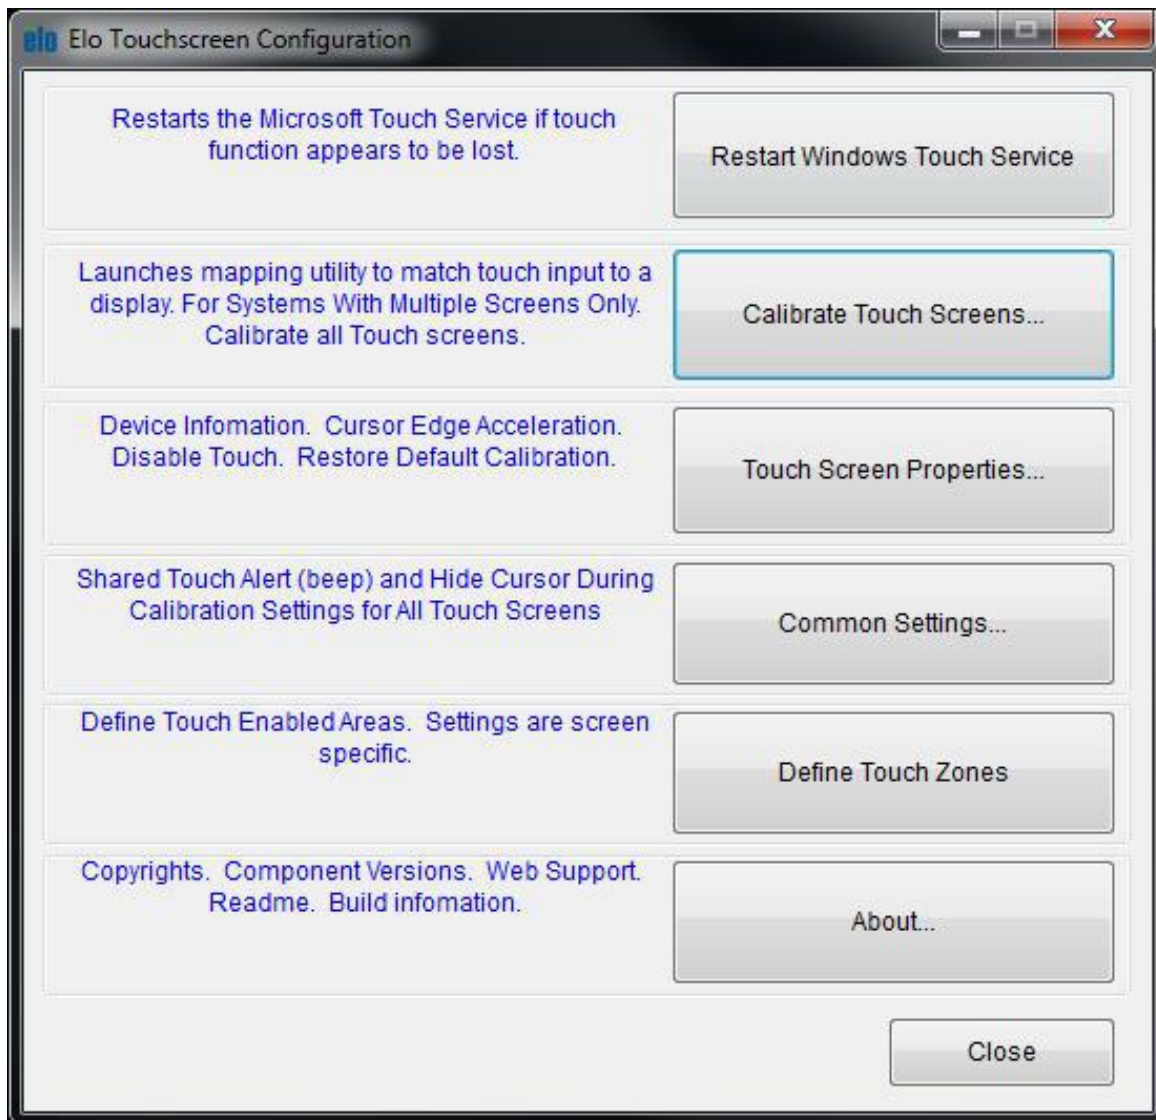 elo Elo Touchscreen Configuration
Restarts the Microsoft Touch Service if touch
function appears to be lost.
Restart Windows Touch Service
Launches mapping utility to match touch input to a
display. For Systems With Multiple Screens Only.
Calibrate all Touch screens.
Calibrate Touch Screens...
Device Infomation.  Cursor Edge Acceleration.
Disable Touch.  Restore Default Calibration.
Touch Screen Properties...
Shared Touch Alert (beep) and Hide Cursor During
Calibration Settings for All Touch Screens
Common Settings...
Define Touch Enabled Areas.  Settings are screen
specific.
Define Touch Zones
Copyrights.  Component Versions.  Web Support.
Readme.  Build infomation.
About...
Close